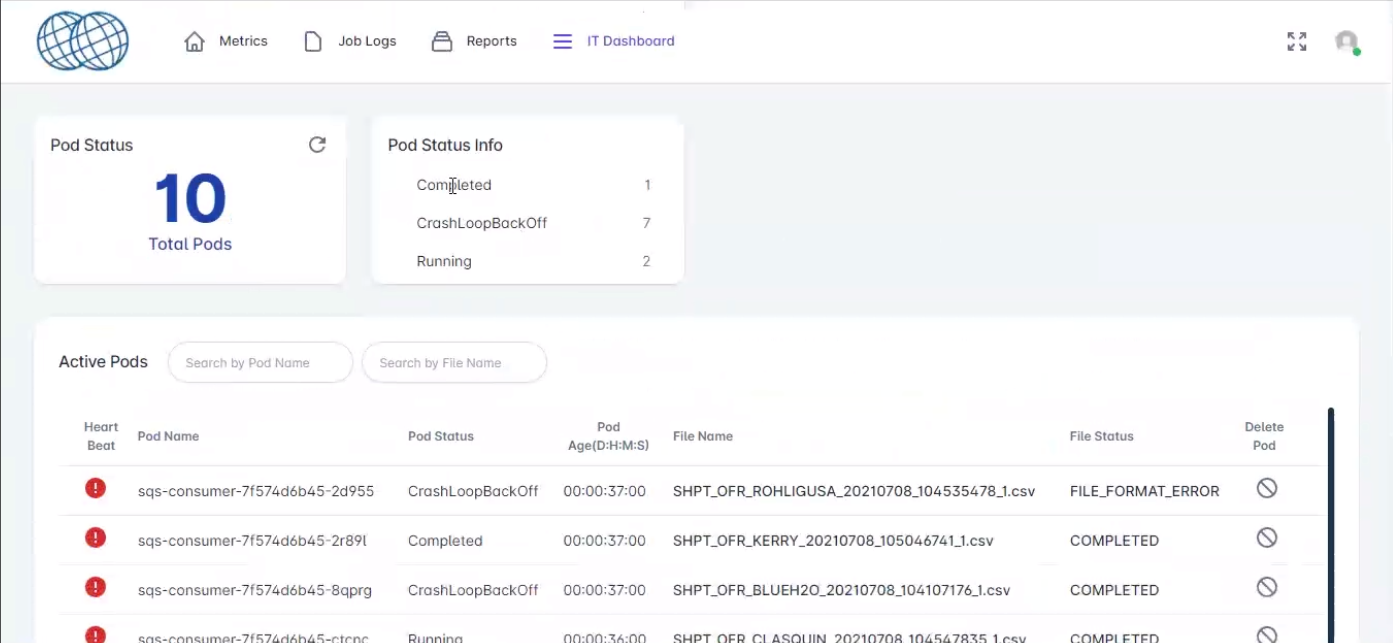 Metrics Job Logs Reports IT Dashboard
Pod Status
10
Total Pods
Pod Status Info
Completed 1
CrashLoopBackOff 7
Running 2
Active Pods Search by Pod Name Search by File Name
Heart Beat Pod Name Pod Status Pod Age(D:H:M:S) File Name File Status Delete Pod
sqs-consumer-7f574d6b45-2d955 CrashLoopBackOff 00:00:37:00 SHPT_OFR_ROHLIGUSA_20210708_104535478_1.csv FILE_FORMAT_ERROR
sqs-consumer-7f574d6b45-2r89l Completed 00:00:37:00 SHPT_OFR_KERRY_20210708_105046741_1.csv COMPLETED
sqs-consumer-7f574d6b45-8qprg CrashLoopBackOff 00:00:37:00 SHPT_OFR_BLUEH2O_20210708_104107176_1.csv COMPLETED
sqs-consumer-7f574d6b45-ctcnc Running 00:00:36:00 SHPT_OFR_CLASQUIN_20210708_104547835_1.csv COMPLETED